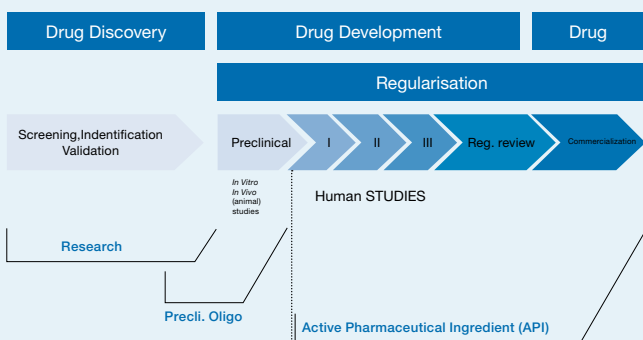 Drug Discovery
Drug Development
Drug
Regularisation
Screening,Indentification
Validation
Preclinical
I
II
III
Reg. review
Commercialization
In Vitro
In Vivo
(animal)
studies
Human STUDIES
Research
Precli. Oligo
Active Pharmaceutical Ingredient (API)